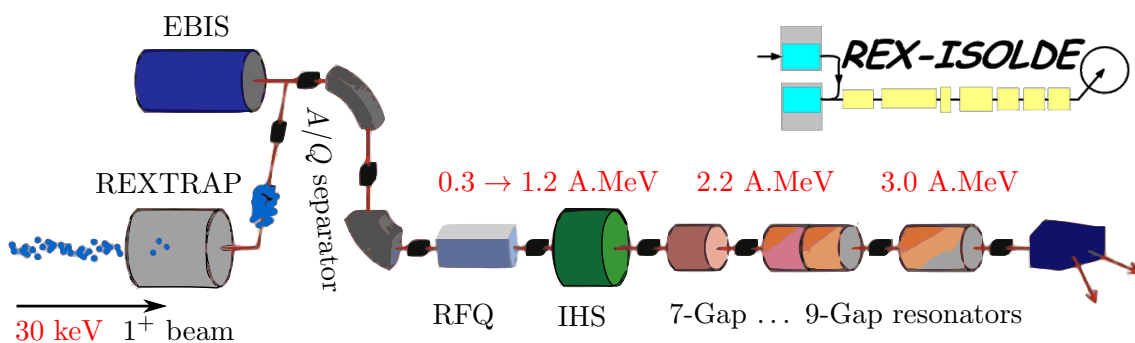 EBIS
REX-ISOLDE
A/Q separator
REXTRAP
0.3 → 1.2 A.MeV
2.2 A.MeV
3.0 A.MeV
RFQ
IHS
7-Gap … 9-Gap resonators
30 keV 1⁺ beam